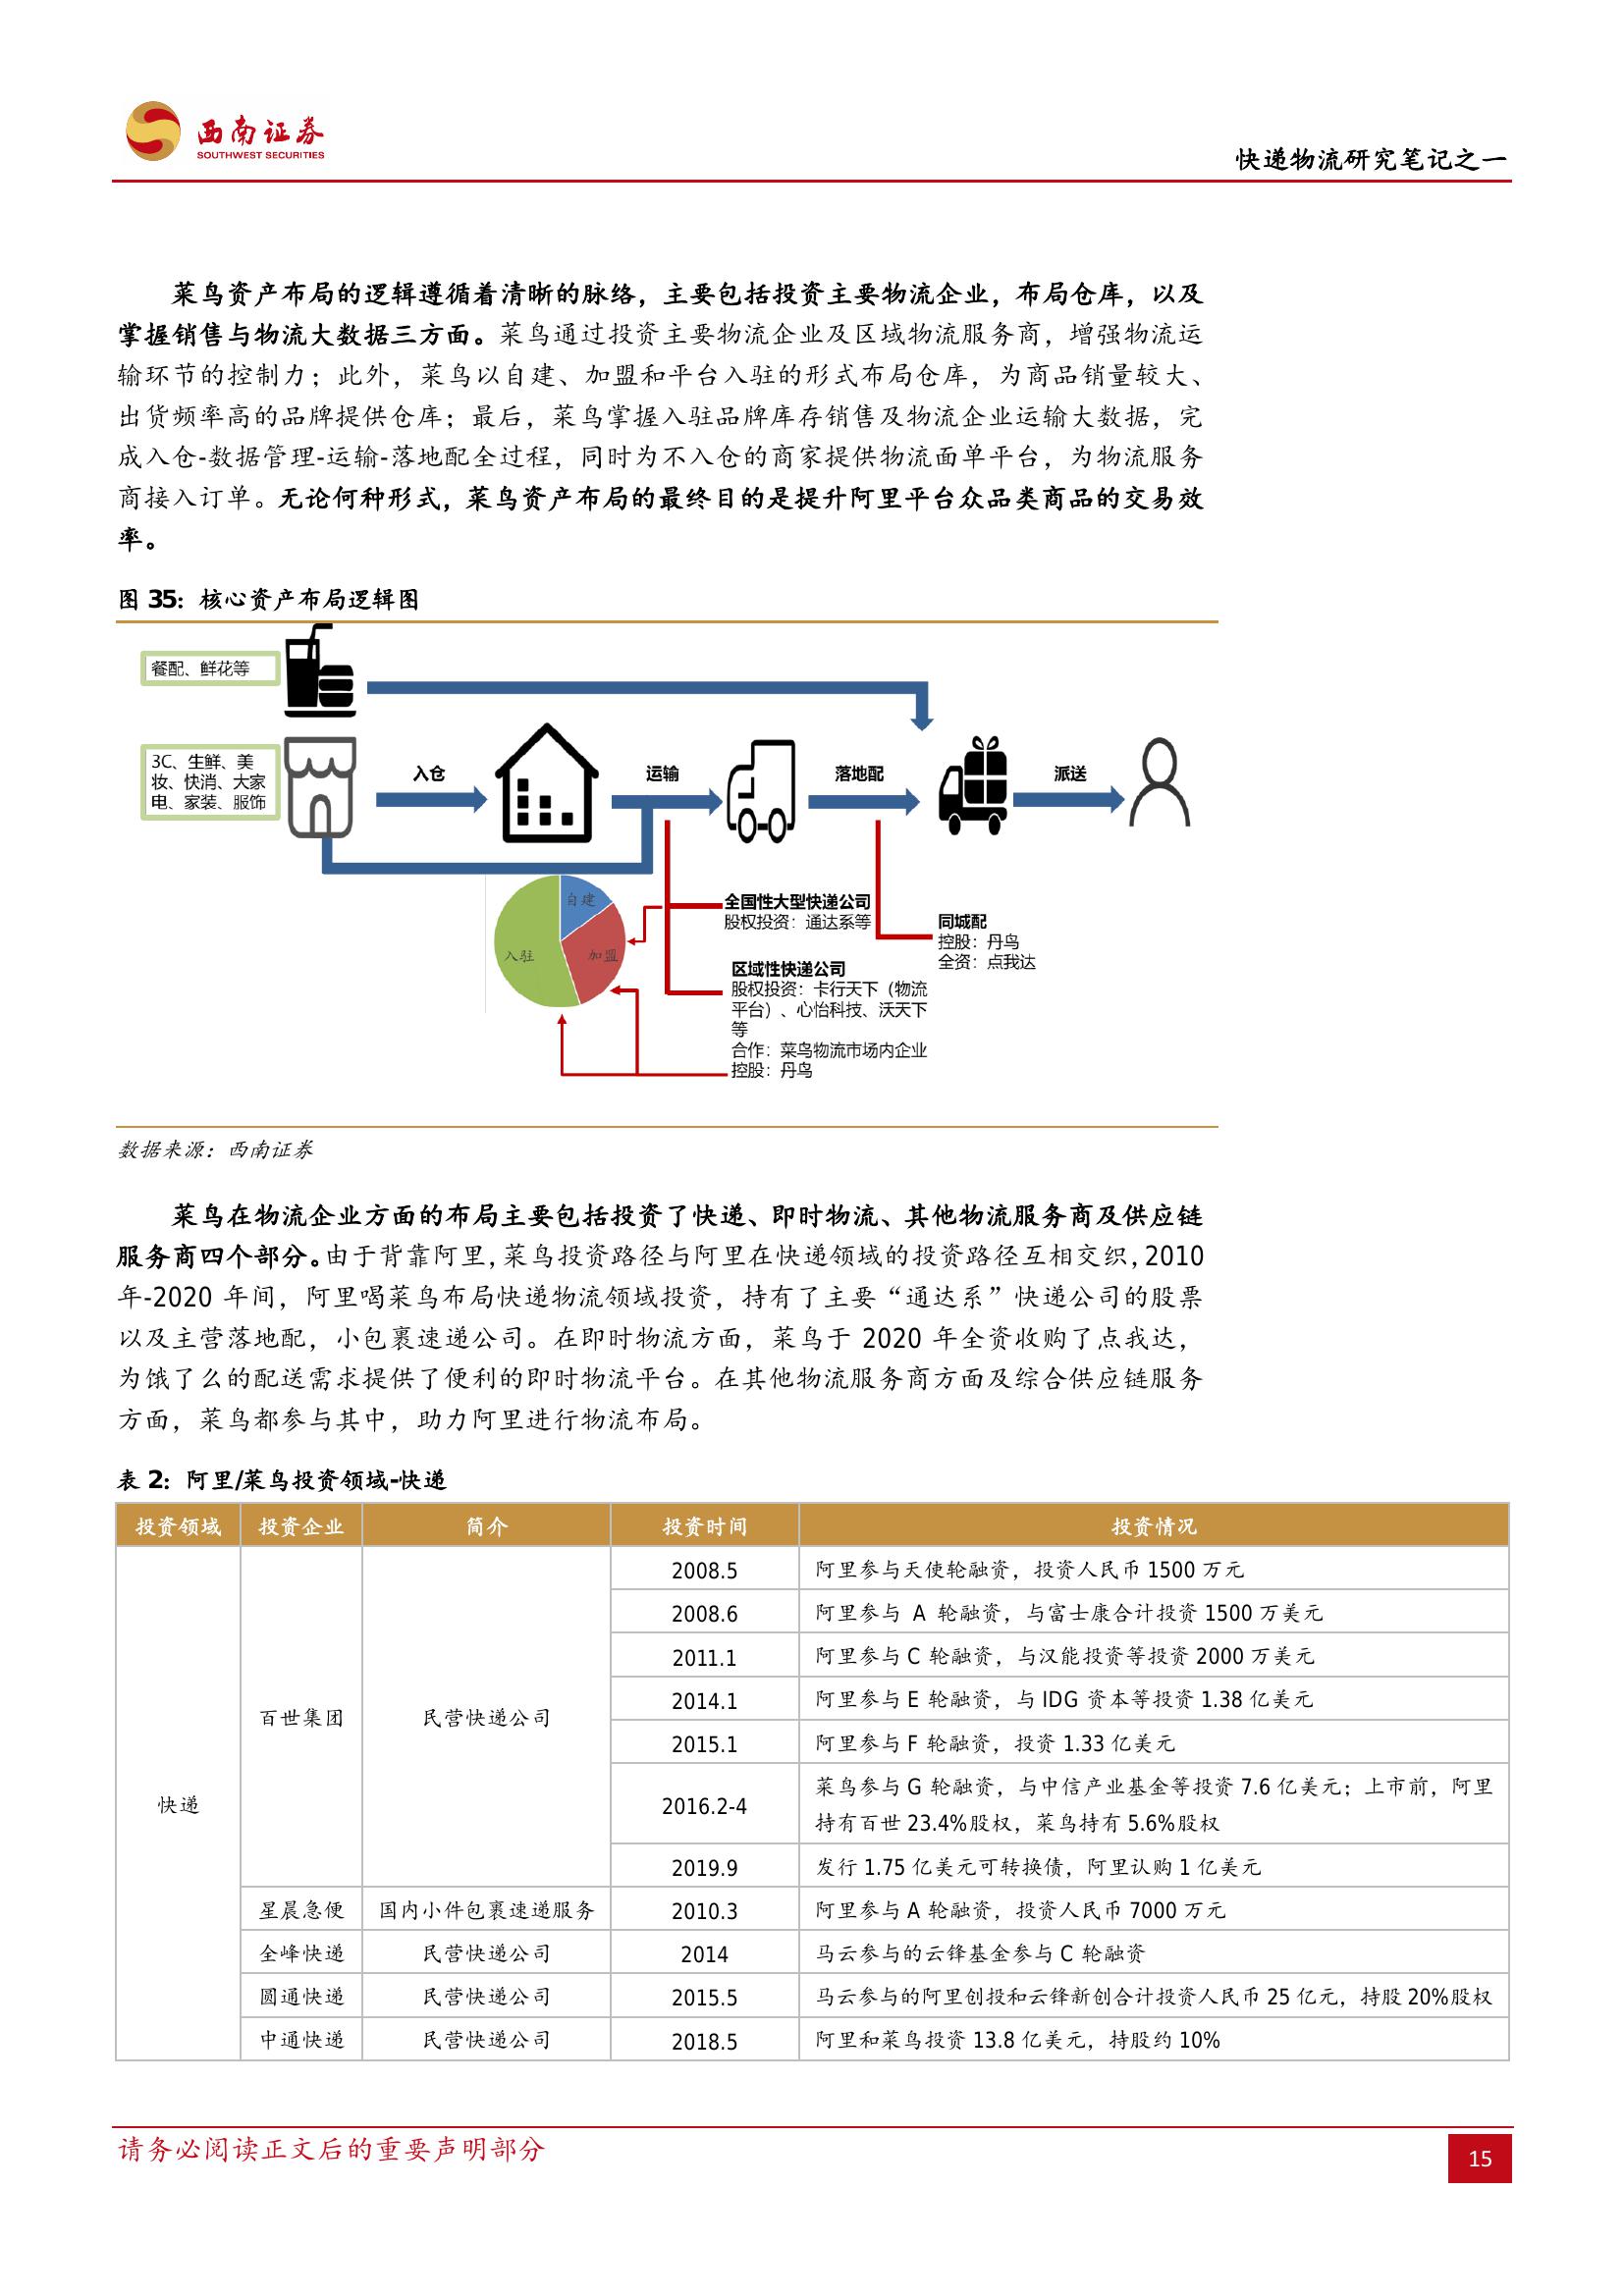 西南证券
SOUTHWEST SECURITIES
快递物流研究笔记之一
菜鸟资产布局的逻辑遵循着清晰的脉络，主要包括投资主要物流企业，布局仓库，以及
掌握销售与物流大数据三方面。菜鸟通过投资主要物流企业及区域物流服务商，增强物流运
输环节的控制力；此外，菜鸟以自建、加盟和平台入驻的形式布局仓库，为商品销量较大、
出货频率高的品牌提供仓库；最后，菜鸟掌握入驻品牌库存销售及物流企业运输大数据，完
成入仓-数据管理-运输-落地配全过程，同时为不入仓的商家提供物流面单平台，为物流服务
商接入订单。无论何种形式，菜鸟资产布局的最终目的是提升阿里平台众品类商品的交易效
率。
图 35：核心资产布局逻辑图
餐配、鲜花等
3C、生鲜、美
妆、快消、大家
电、家装、服饰
入仓
运输
落地配
派送
自建
加盟
入驻
全国性大型快递公司
股权投资：通达系等
区域性快递公司
股权投资：卡行天下（物流
平台）、心怡科技、沃天下
等
合作：菜鸟物流市场内企业
控股：丹鸟
同城配
控股：丹鸟
全资：点我达
数据来源：西南证券
菜鸟在物流企业方面的布局主要包括投资了快递、即时物流、其他物流服务商及供应链
服务商四个部分。由于背靠阿里，菜鸟投资路径与阿里在快递领域的投资路径互相交织，2010
年-2020 年间，阿里喝菜鸟布局快递物流领域投资，持有了主要“通达系”快递公司的股票
以及主营落地配，小包裹速递公司。在即时物流方面，菜鸟于 2020 年全资收购了点我达，
为饿了么的配送需求提供了便利的即时物流平台。在其他物流服务商方面及综合供应链服务
方面，菜鸟都参与其中，助力阿里进行物流布局。
表 2：阿里/菜鸟投资领域-快递
投资领域 投资企业 简介 投资时间 投资情况
快递 百世集团 民营快递公司 2008.5 阿里参与天使轮融资，投资人民币 1500 万元
2008.6 阿里参与 A 轮融资，与富士康合计投资 1500 万美元
2011.1 阿里参与 C 轮融资，与汉能投资等投资 2000 万美元
2014.1 阿里参与 E 轮融资，与 IDG 资本等投资 1.38 亿美元
2015.1 阿里参与 F 轮融资，投资 1.33 亿美元
2016.2-4 菜鸟参与 G 轮融资，与中信产业基金等投资 7.6 亿美元；上市前，阿里
持有百世 23.4%股权，菜鸟持有 5.6%股权
2019.9 发行 1.75 亿美元可转换债，阿里认购 1 亿美元
星晨急便 国内小件包裹速递服务 2010.3 阿里参与 A 轮融资，投资人民币 7000 万元
全峰快递 民营快递公司 2014 马云参与的云锋基金参与 C 轮融资
圆通快递 民营快递公司 2015.5 马云参与的阿里创投和云锋新创合计投资人民币 25 亿元，持股 20%股权
中通快递 民营快递公司 2018.5 阿里和菜鸟投资 13.8 亿美元，持股约 10%
请务必阅读正文后的重要声明部分
15